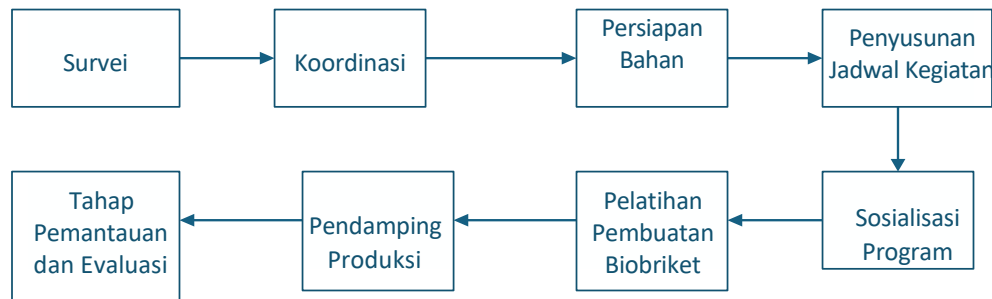 Survei
Koordinasi
Persiapan
Bahan
Penyusunan
Jadwal Kegiatan
Sosialisasi
Program
Pelatihan
Pembuatan
Biobriket
Pendamping
Produksi
Tahap
Pemantauan
dan Evaluasi